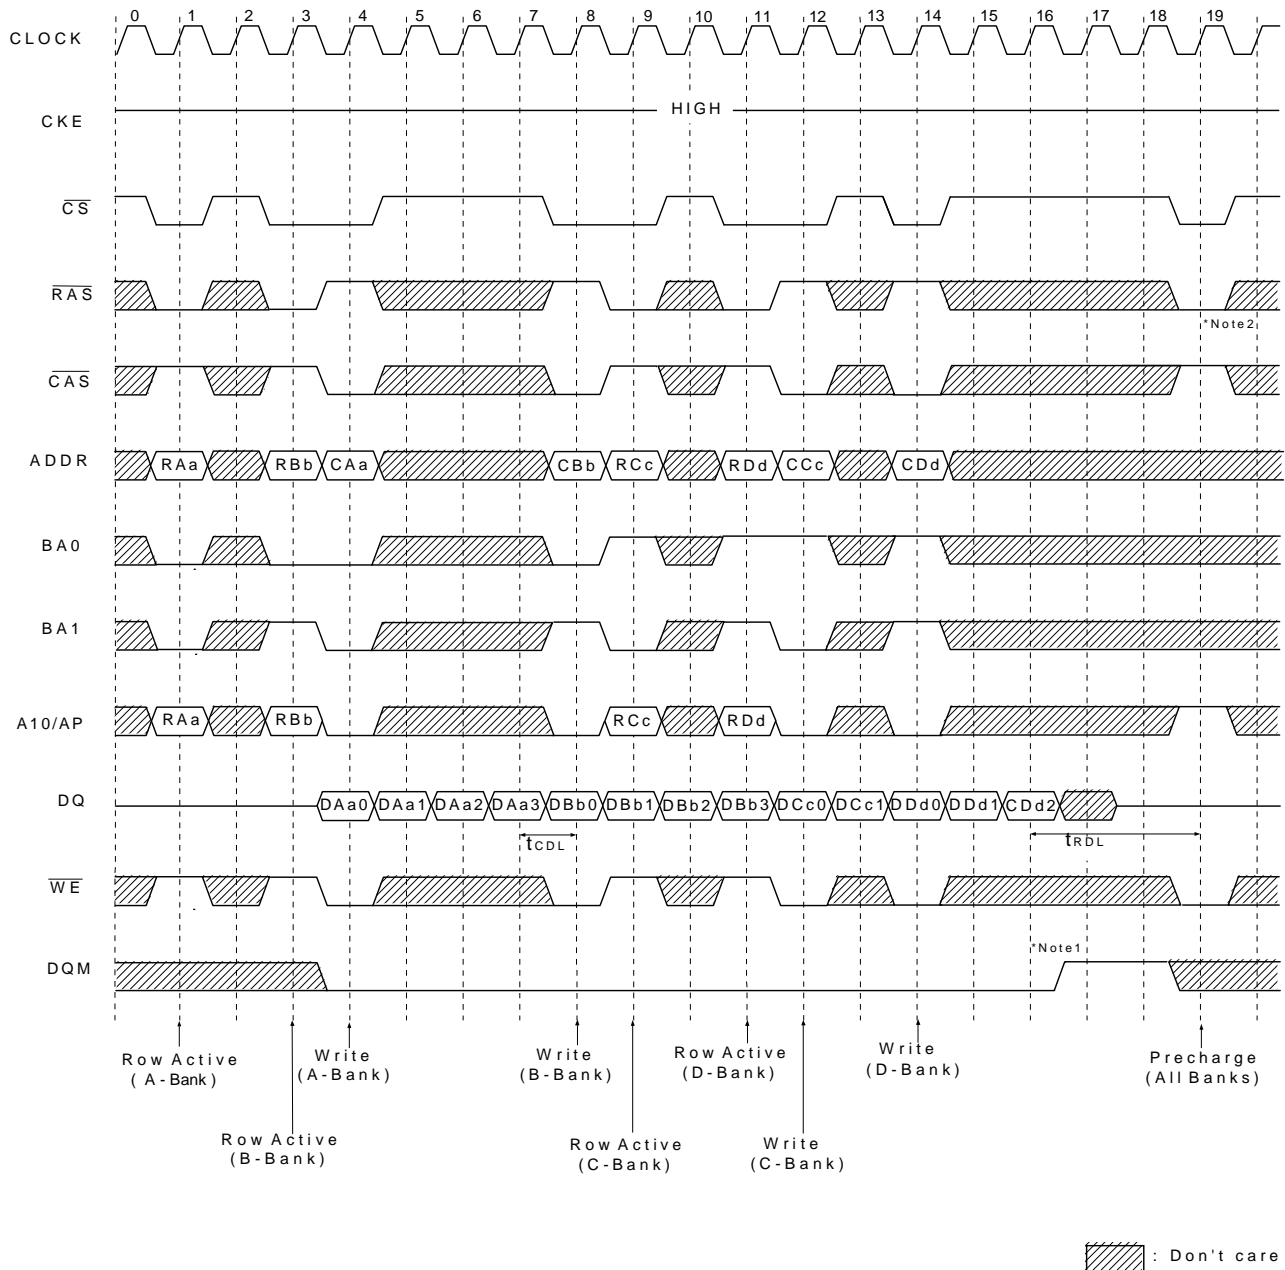 0 1 2 3 4 5 6 7 8 9 10 11 12 13 14 15 16 17 18 19
CLOCK
HIGH
CKE
CS
RAS
*Note2
CAS
ADDR RAa RBb CAa CBb RCc RDd CCc CDd
BA0
BA1
A10/AP RAa RBb RCc RDd
DQ DAa0 DAa1 DAa2 DAa3 DBb0 DBb1 DBb2 DBb3 DCc0 DCc1 DDd0 DDd1 CDd2
tCDL tRDL
WE
*Note1
DQM
Row Active
(A-Bank)
Write
(A-Bank)
Write
(B-Bank)
Row Active
(D-Bank)
Write
(D-Bank)
Precharge
(All Banks)
Row Active
(B-Bank)
Row Active
(C-Bank)
Write
(C-Bank)
: Don't care